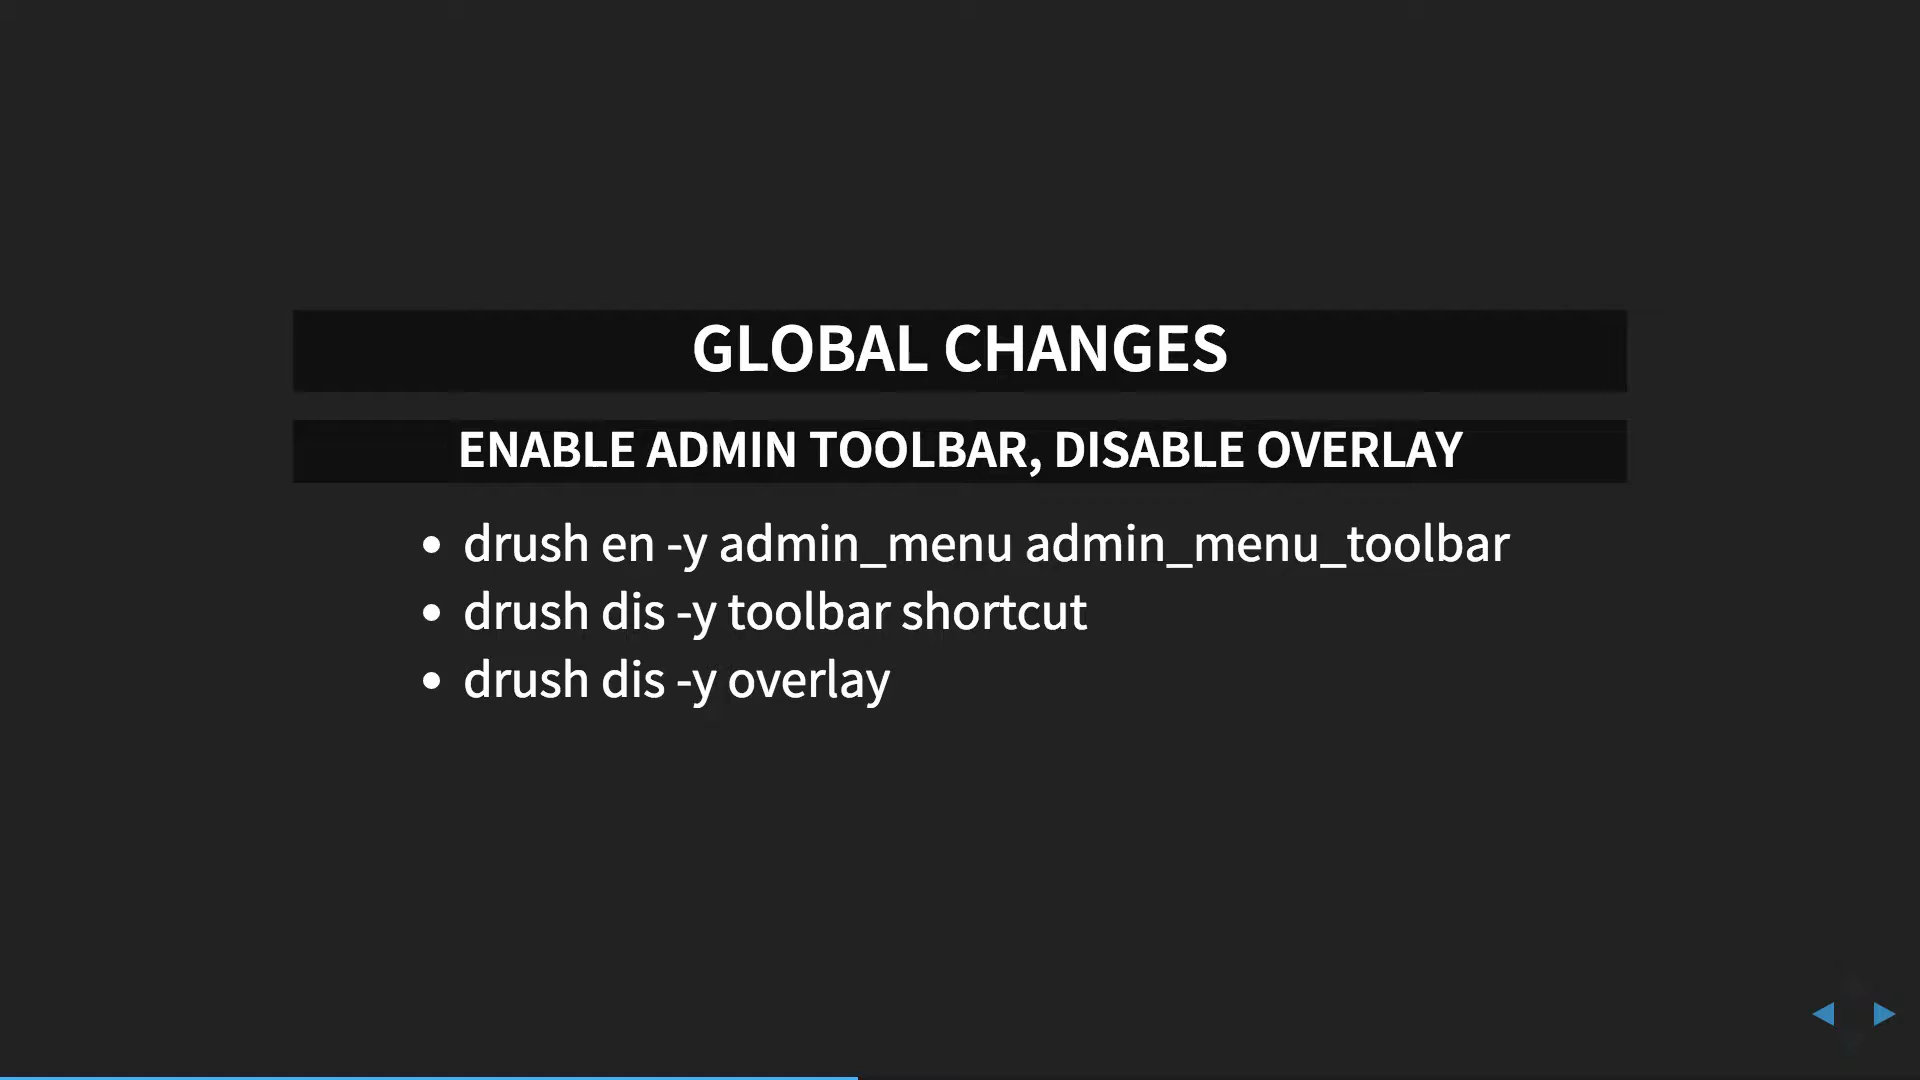 GLOBAL CHANGES
ENABLE ADMIN TOOLBAR, DISABLE OVERLAY
• drush en -y admin_menu admin_menu_toolbar
• drush dis -y toolbar shortcut
• drush dis -y overlay